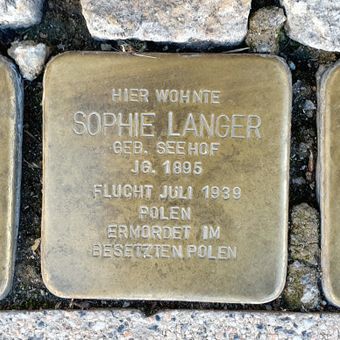 HIER WOHNTE
SOPHIE LANGER
GEB. SEEHOF
JG. 1895
FLUCHT JULI 1939
POLEN
ERMORDET IM
BESETZTEN POLEN